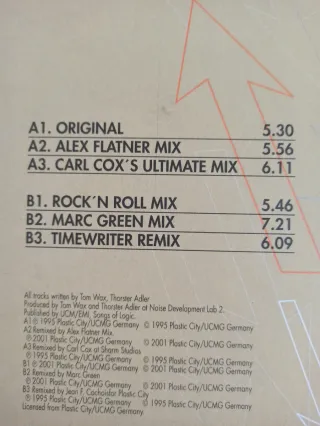 A1. ORIGINAL 5.30
A2. ALEX FLATNER MIX 5.56
A3. CARL COX´S ULTIMATE MIX 6.11
B1. ROCK´N ROLL MIX 5.46
B2. MARC GREEN MIX 7.21
B3. TIMEWRITER REMIX 6.09
All tracks written by Tom Wax, Thorster Adler
Produced by Tom Wax and Thorster Adler at Noise Development Lab 2.
Published by UCM/EMI, Songs of Logic.
A1 ℗ 1995 Plastic City/UCMG Germany © 1995 Plastic City/UCMG Germany
A2 Remixed by Alex Flatner Mix.
℗ 2001 Plastic City/UCMG Germany © 2001 Plastic City/UCMG Germany
A3 Remixed by Carl Cox at Sharm Studios
℗ 1995 Plastic City/UCMG Germany © 1995 Plastic City/UCMG Germany
B1 ℗ 2001 Plastic City/UCMG Germany © 2001 Plastic City/UCMG Germany
B2 Remixed by Marc Green
℗ 2001 Plastic City/UCMG Germany © 2001 Plastic City/UCMG Germany
B3 Remixed by Jean F. Cochoisfor Plastic City
℗ 1995 Plastic City/UCMG Germany © 1995 Plastic City/UCMG Germany
Licensed from Plastic City/UCMG Germany.